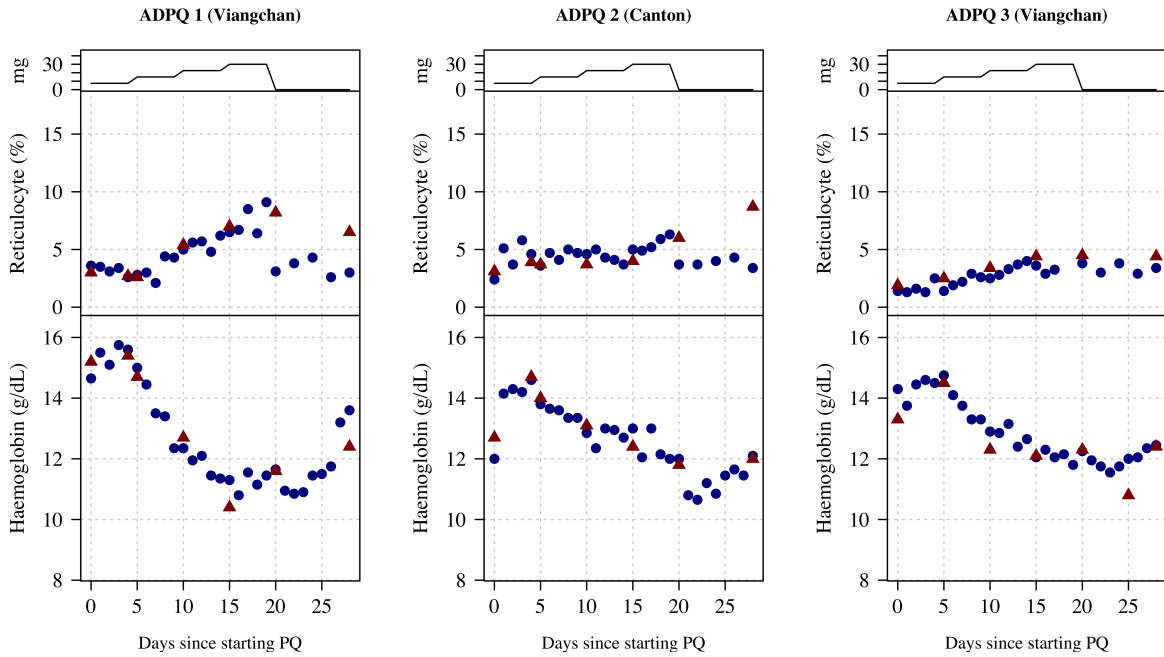 ADPQ 1 (Viangchan)
mg
30
0
Reticulocyte (%)
15
10
5
0
Haemoglobin (g/dL)
16
14
12
10
8
0 5 10 15 20 25
Days since starting PQ
ADPQ 2 (Canton)
mg
30
0
Reticulocyte (%)
15
10
5
0
Haemoglobin (g/dL)
16
14
12
10
8
0 5 10 15 20 25
Days since starting PQ
ADPQ 3 (Viangchan)
mg
30
0
Reticulocyte (%)
15
10
5
0
Haemoglobin (g/dL)
16
14
12
10
8
0 5 10 15 20 25
Days since starting PQ